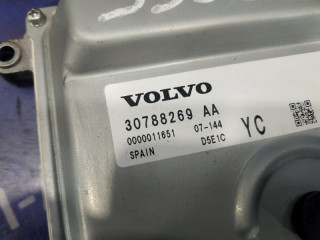 VOLVO
30788269 AA
0000011651 07-144 YC
SPAIN D5E1C